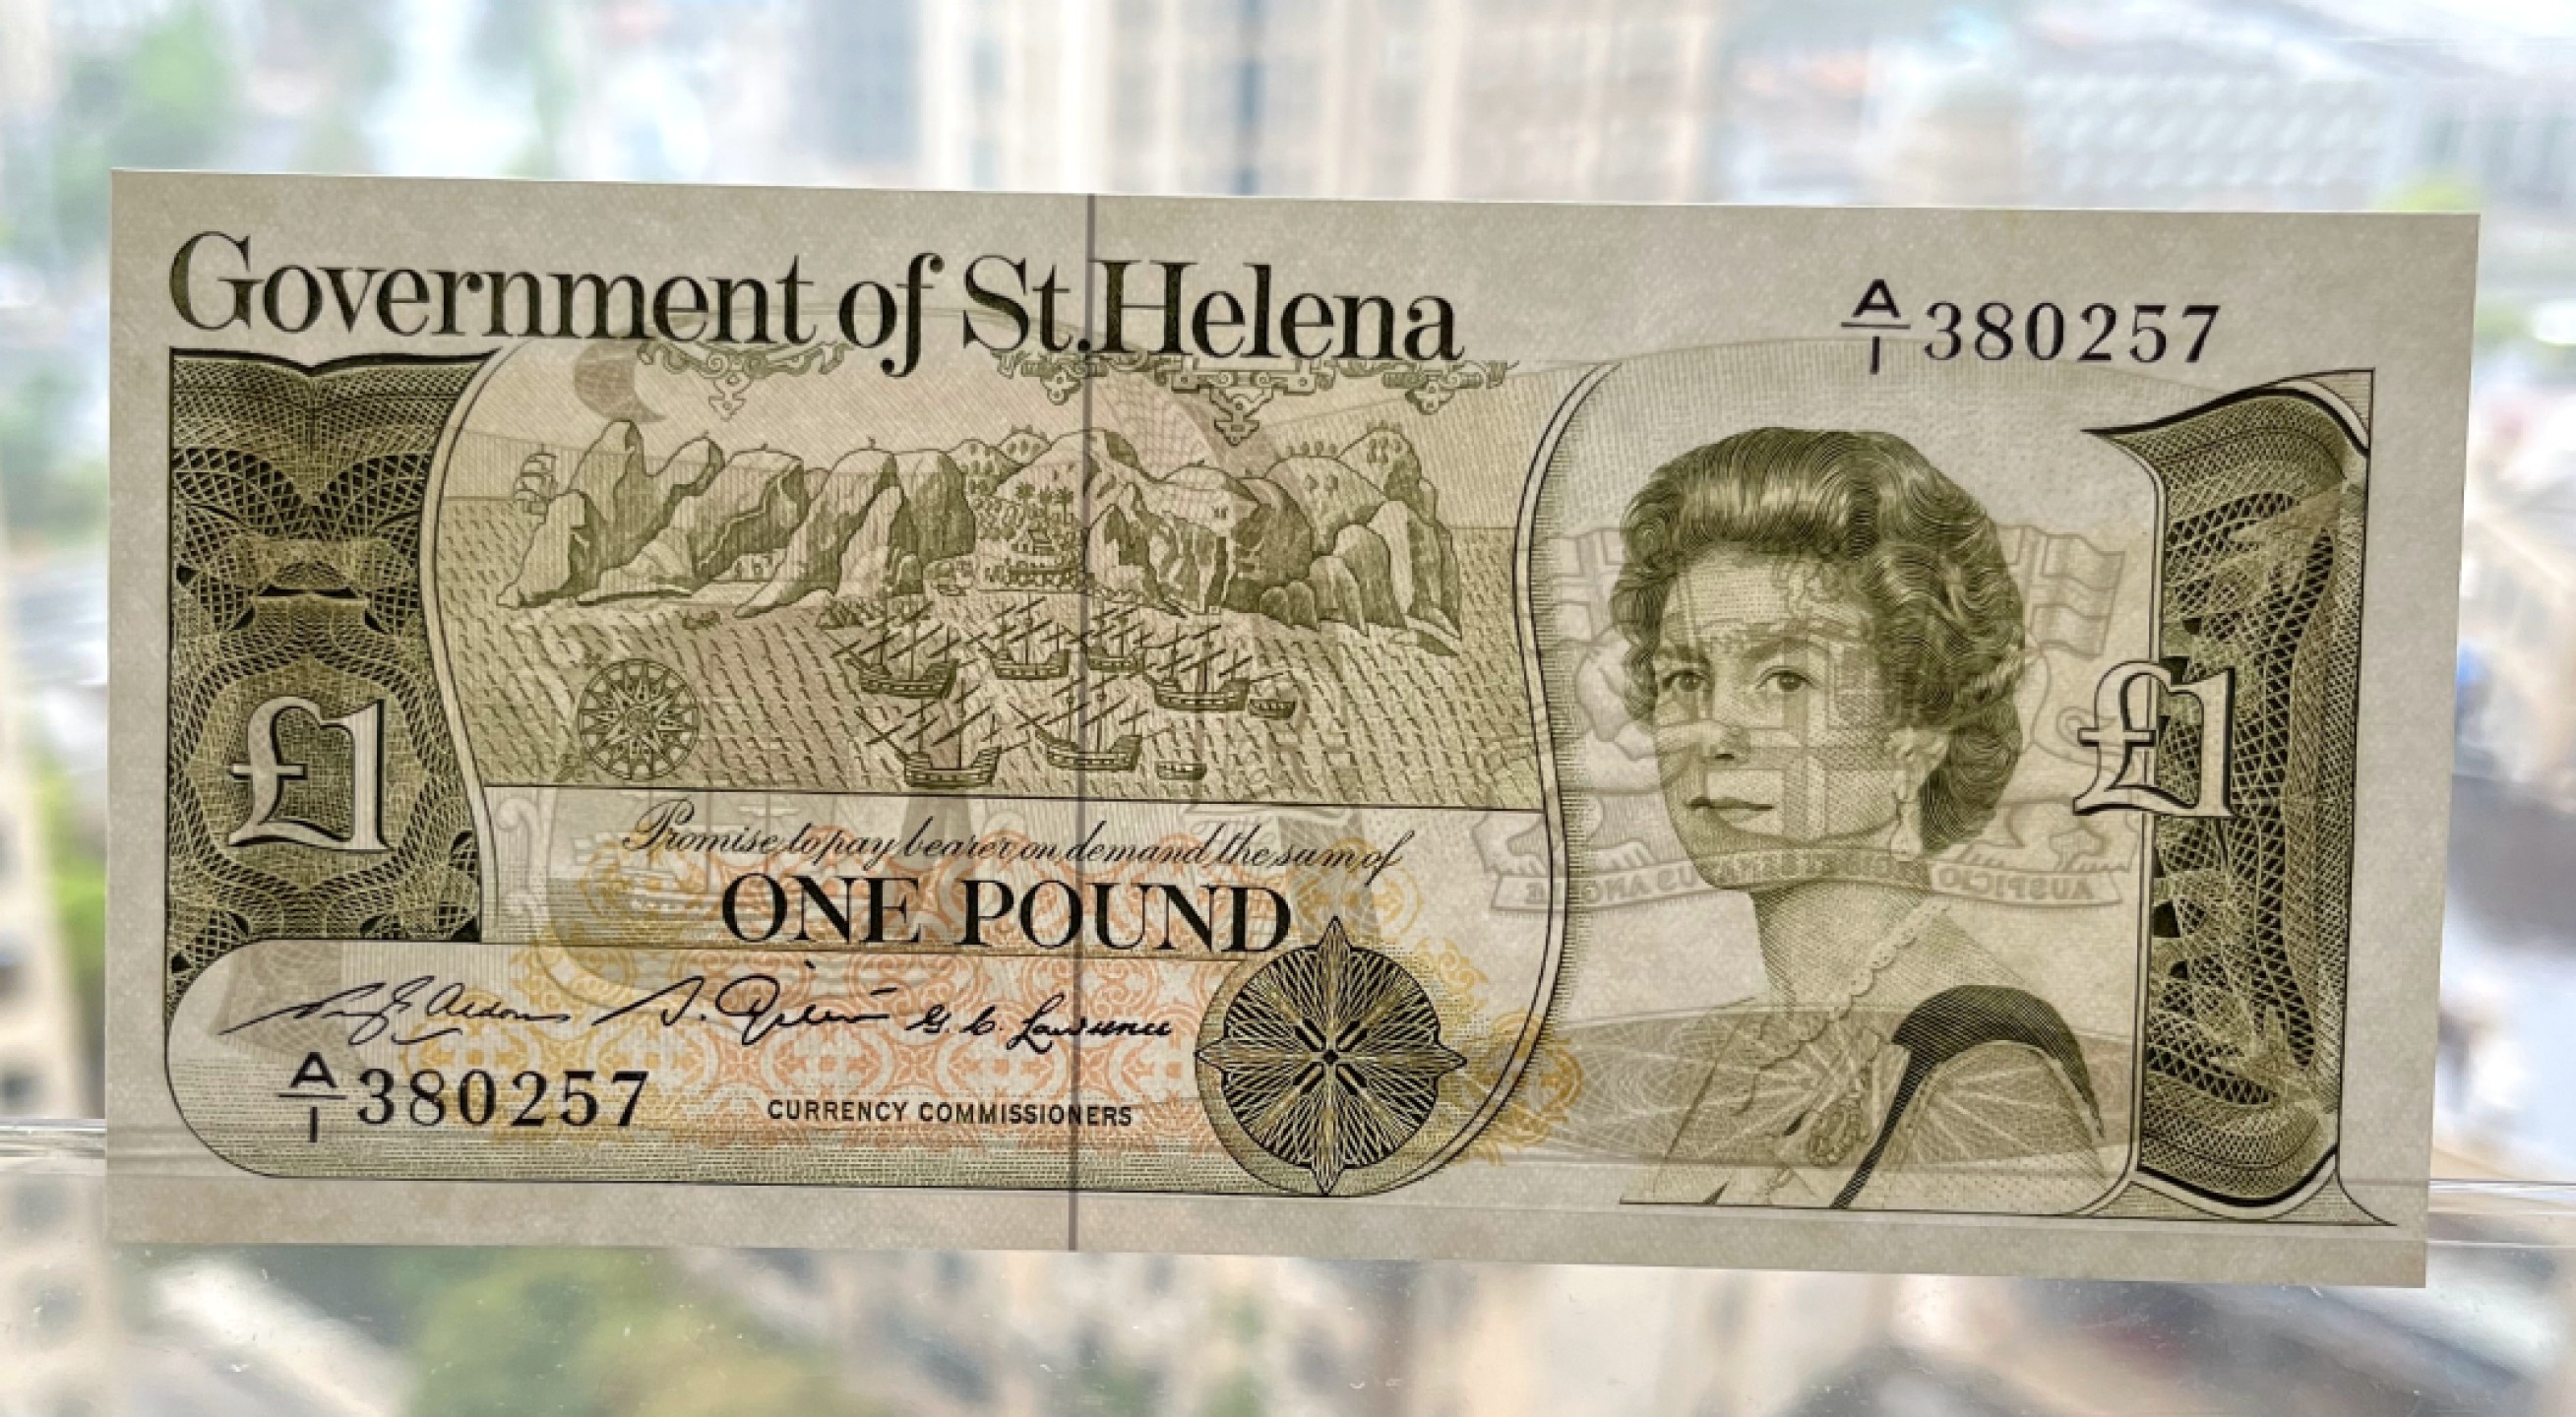 Government of St. Helena
A/1 380257
£1
£1
Promise to pay bearer on demand the sum of
ONE POUND
G. C. Lawrence
A/1 380257
CURRENCY COMMISSIONERS